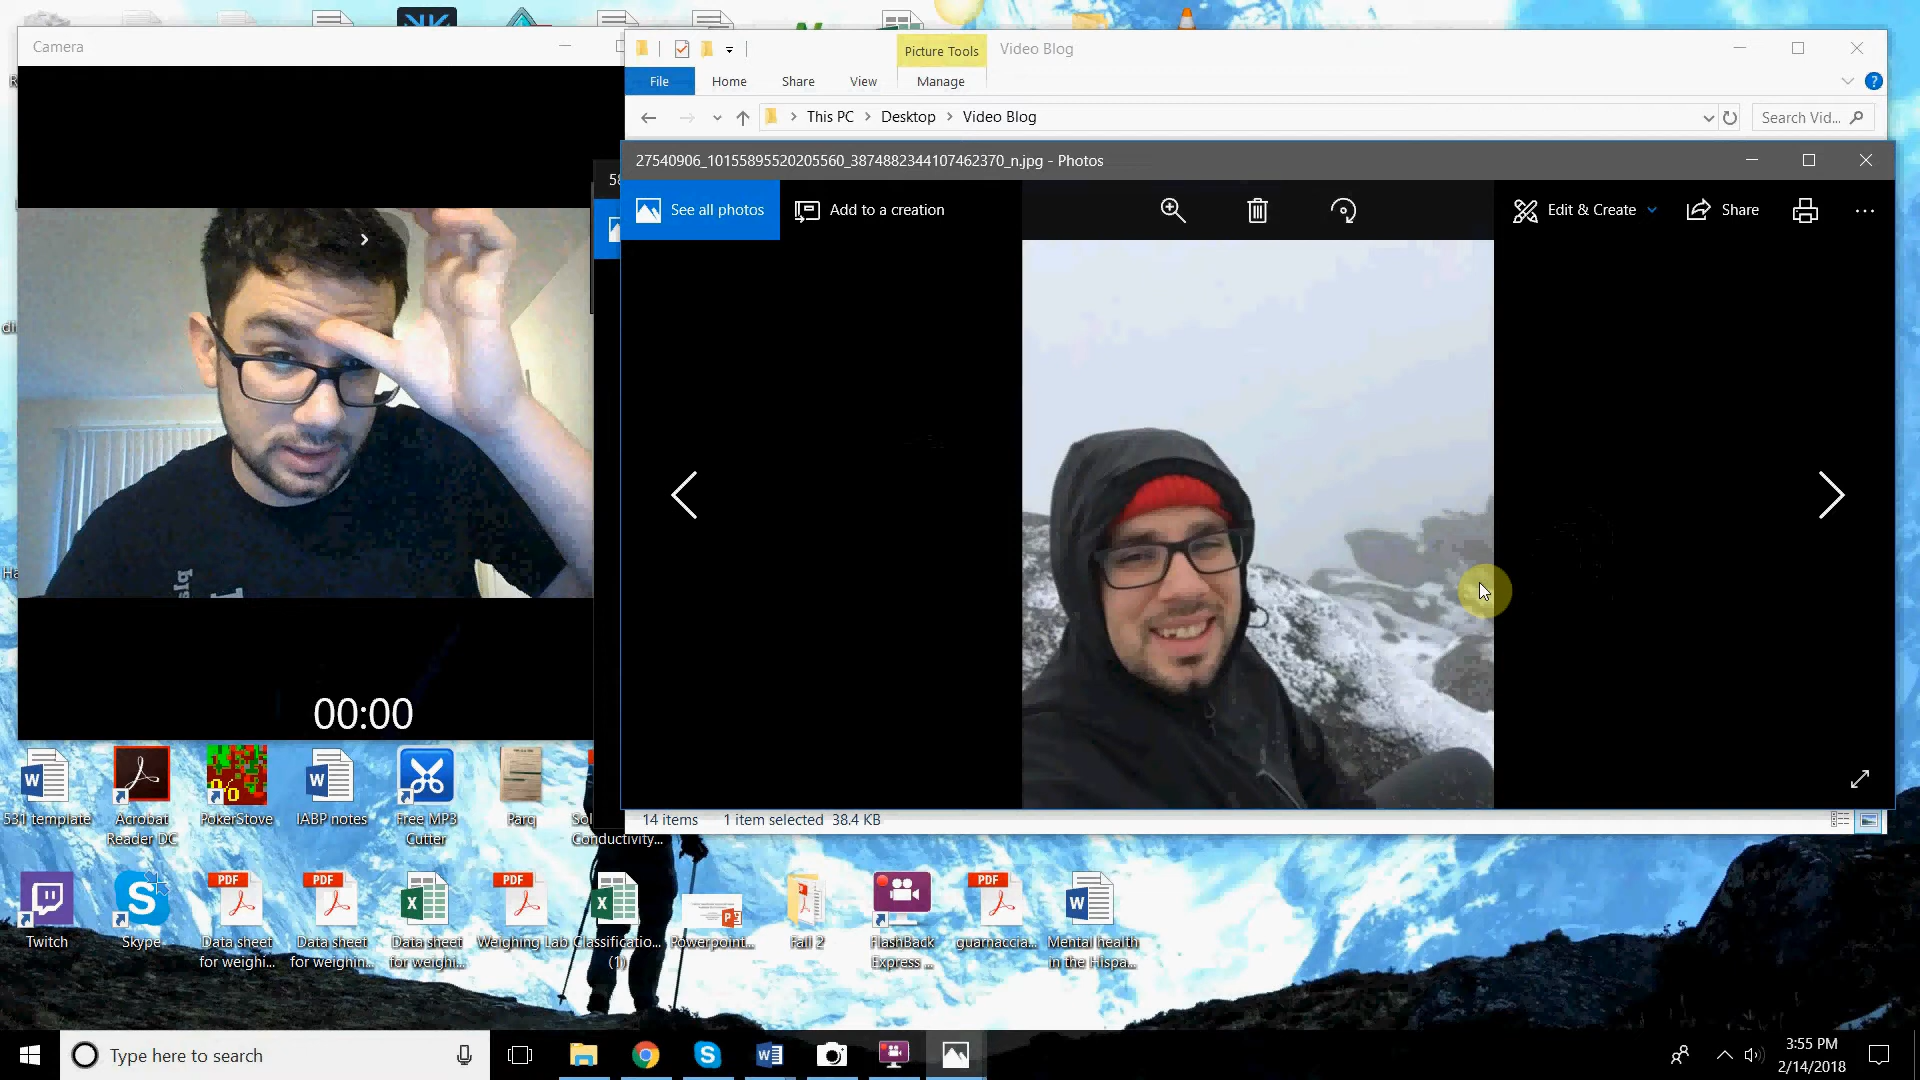 Camera
Picture Tools
Video Blog
File
Home
Share
View
Manage
This PC
Desktop
Video Blog
Search Vid...
27540906_10155895520205560_3874882344107462370_n.jpg - Photos
See all photos
Add to a creation
Edit & Create
Share
00:00
14 items
1 item selected 38.4 KB
531 template
Acrobat
Reader DC
PokerStove
IABP notes
Free MP3
Cutter
Parq
Sol
Conductivity...
Twitch
Skype
Data sheet
for weighi...
Data sheet
for weighin...
Data sheet
for weighi...
Weighing Lab
Classificatio...
(1)
Powerpoint...
Fall 2
FlashBack
Express ...
guarnaccia...
Mental health
in the Hispa...
Type here to search
3:55 PM
2/14/2018